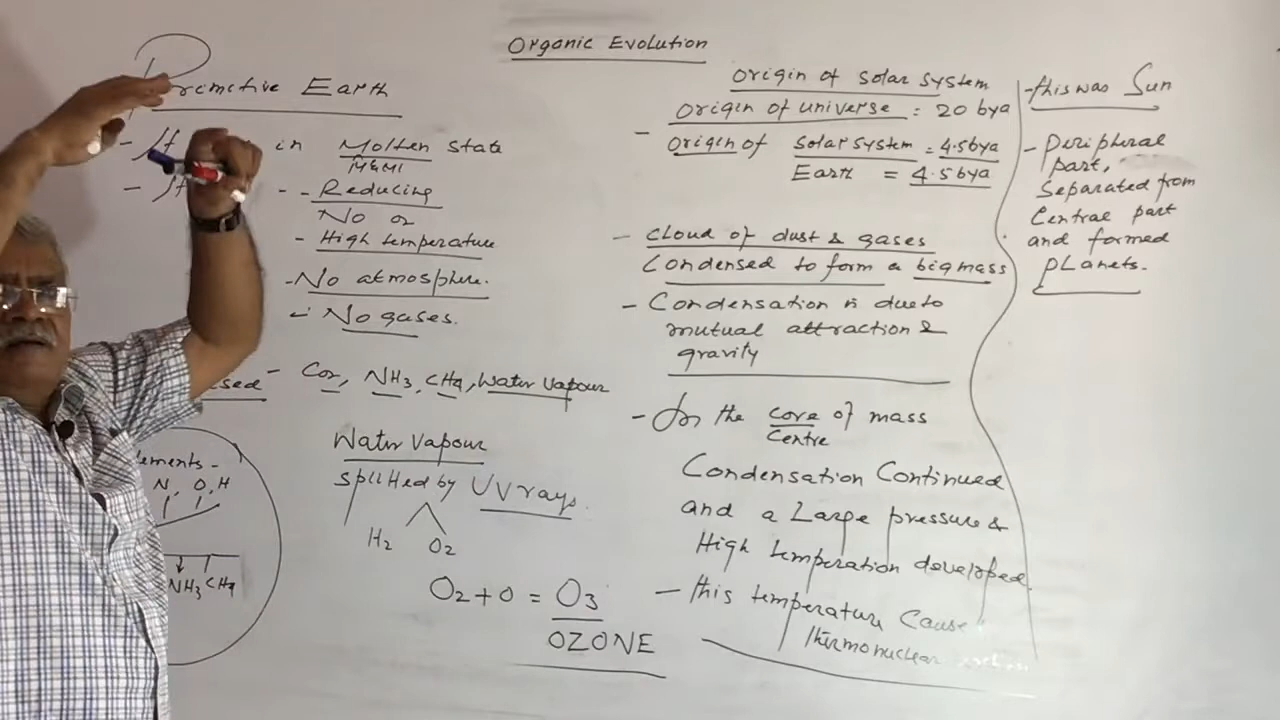 Organic Evolution
Primitive Earth
- It in Molten State
- It - - Reducing
No O2
- High temperature
- No atmosphere.
- No gases.
- CO2, NH3, CH4, Water Vapour
N, O, H
NH3 CH4
Water Vapour
splitted by UV rays.
H2 O2
O2 + O = O3
OZONE
Origin of Solar System
- Origin of universe = 20 bya
Origin of Solar System = 4.5 bya
Earth = 4.5 bya
- Cloud of dust & gases
Condensed to form a big mass
- Condensation is due to
mutual attraction &
gravity
- In the core of mass
Centre
Condensation Continued
and a Large pressure &
High temperation developed.
- this temperature Cause
thermonuclear
- this was Sun
- Peripheral
part,
Separated from
Central part
and formed
planets.